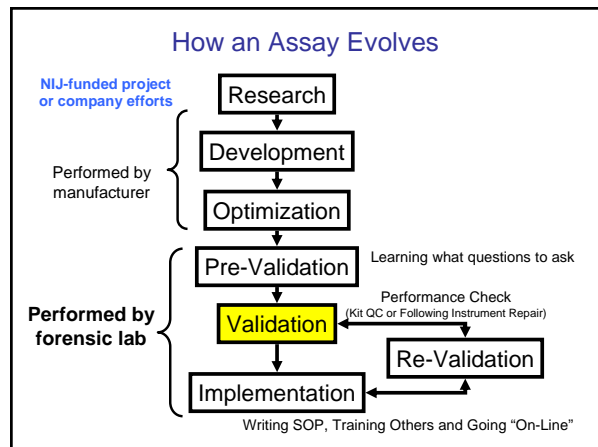 How an Assay Evolves
NIJ-funded project
or company efforts
Research
Performed by
manufacturer
Development
Optimization
Pre-Validation
Learning what questions to ask
Performed by
forensic lab
Validation
Performance Check
(Kit QC or Following Instrument Repair)
Re-Validation
Implementation
Writing SOP, Training Others and Going “On-Line”